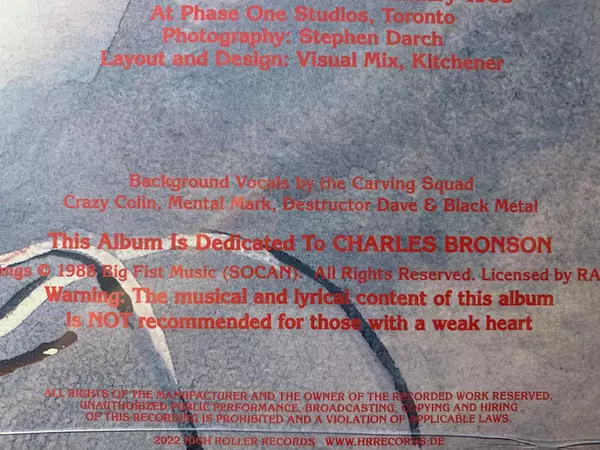 At Phase One Studios, Toronto
Photography: Stephen Darch
Layout and Design: Visual Mix, Kitchener
Background Vocals by the Carving Squad
Crazy Colin, Mental Mark, Destructor Dave & Black Metal
This Album Is Dedicated To CHARLES BRONSON
© 1988 Big Fist Music (SOCAN). All Rights Reserved. Licensed by RA
Warning: The musical and lyrical content of this album
is NOT recommended for those with a weak heart
ALL RIGHTS OF THE MANUFACTURER AND THE OWNER OF THE RECORDED WORK RESERVED.
UNAUTHORIZED PUBLIC PERFORMANCE, BROADCASTING, COPYING AND HIRING
OF THIS RECORDING IS PROHIBITED AND A VIOLATION OF APPLICABLE LAWS.
2022 HIGH ROLLER RECORDS WWW.HRRECORDS.DE